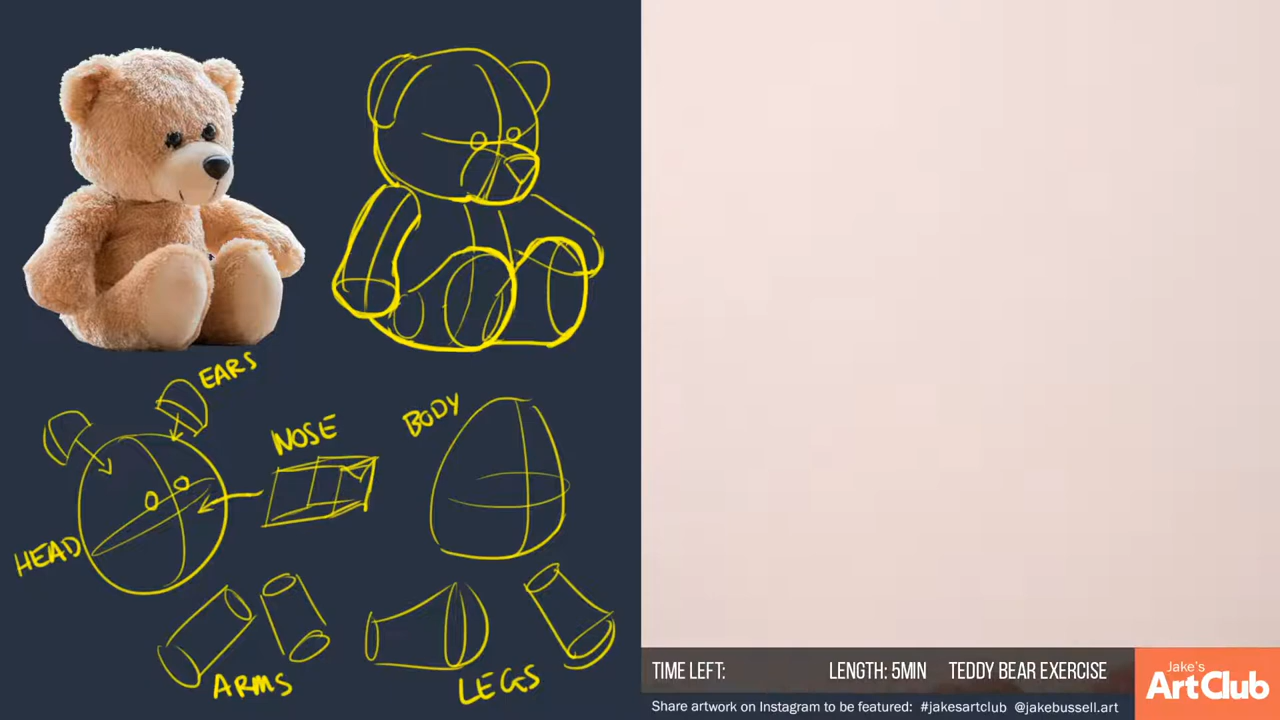 EARS
NOSE
BODY
HEAD
ARMS
LEGS
TIME LEFT: LENGTH: 5MIN TEDDY BEAR EXERCISE
Share artwork on Instagram to be featured: #jakesartclub @jakebussell.art
Jake's
ArtClub